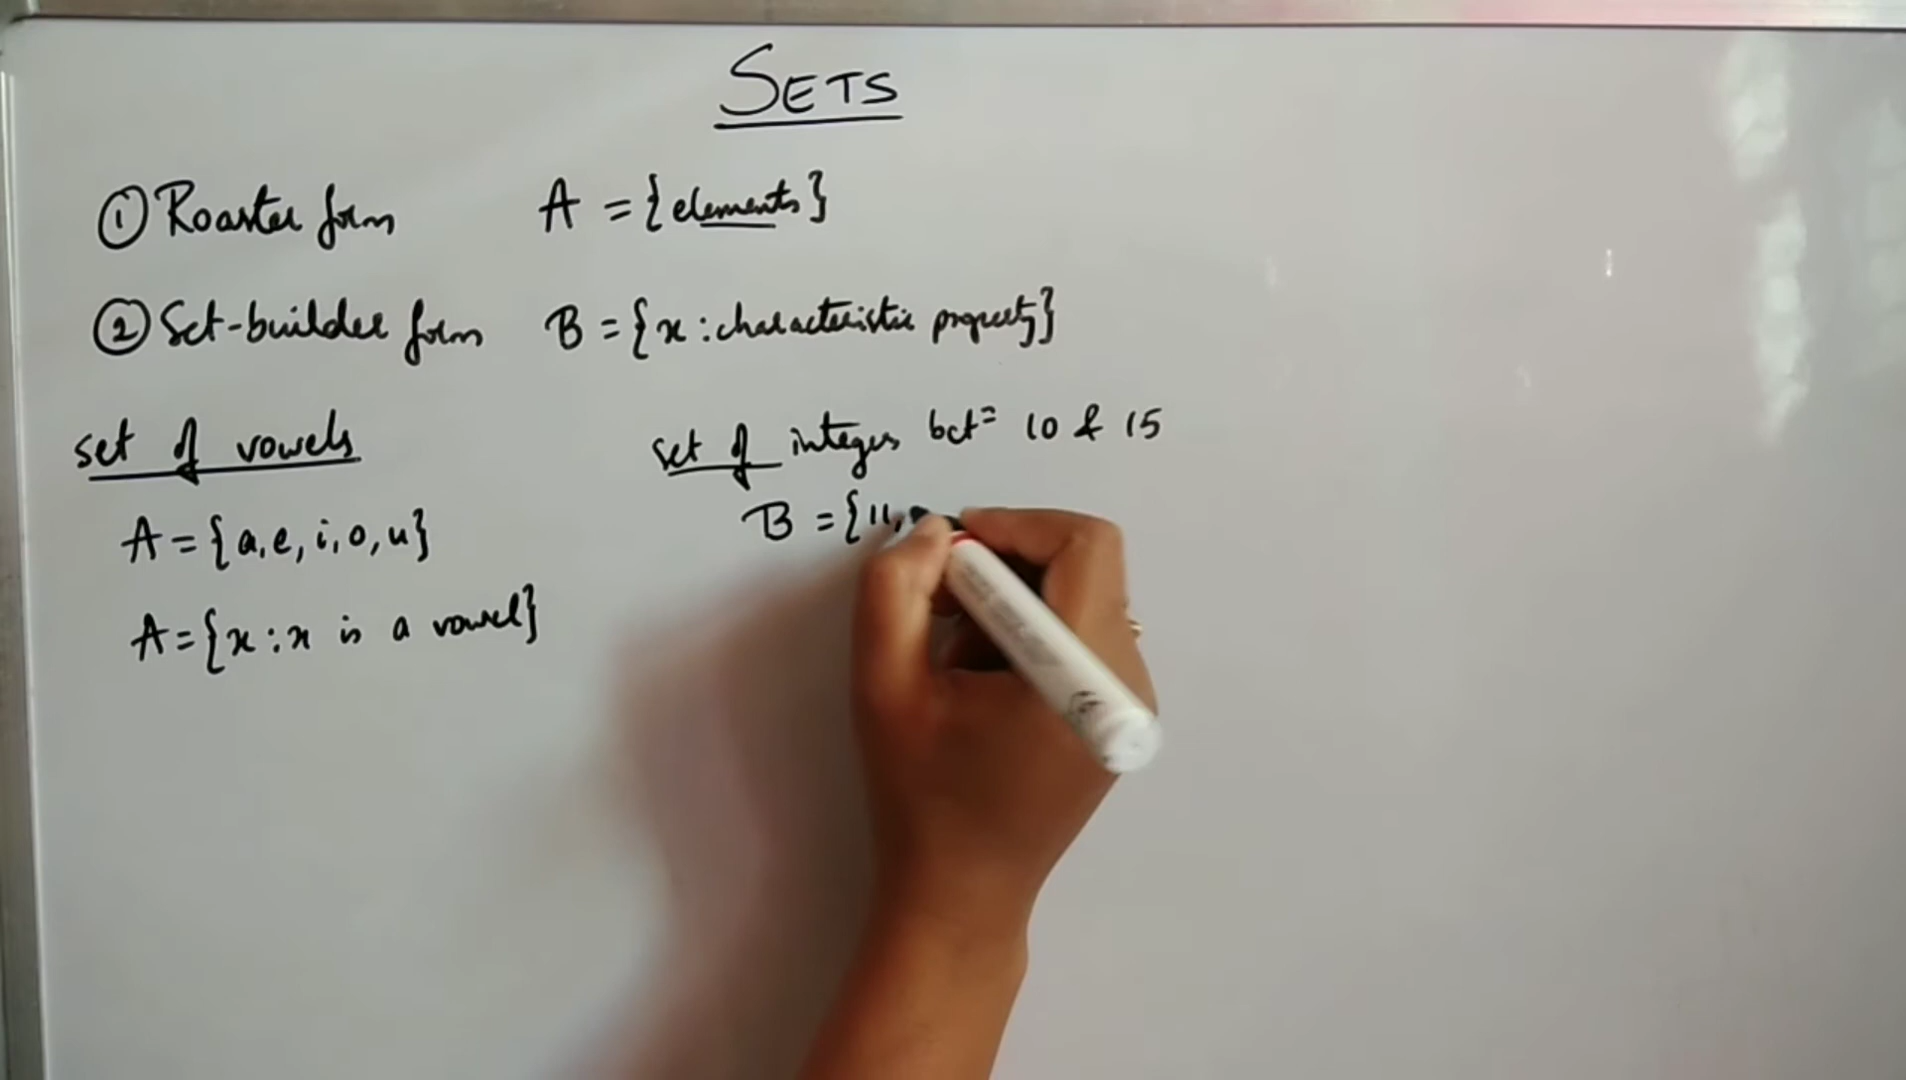 SETS
① Roaster form A = {elements}
② Set-builder form B = {x : characteristic property}
set of vowels
A = {a, e, i, o, u}
A = {x : x is a vowel}
set of integers bet= 10 & 15
B = {11,